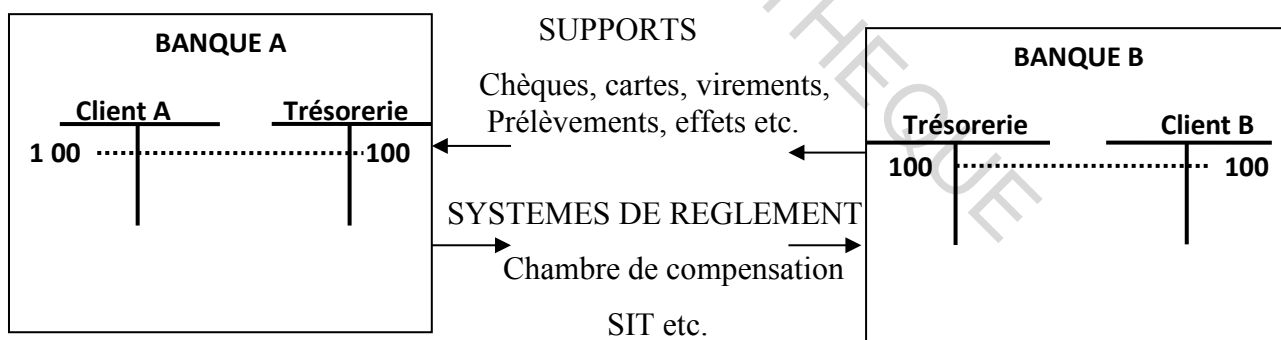 BANQUE A
Client A Trésorerie
1 00 100
SUPPORTS
Chèques, cartes, virements,
Prélèvements, effets etc.
SYSTEMES DE REGLEMENT
Chambre de compensation
SIT etc.
BANQUE B
Trésorerie Client B
100 100
THEQUE